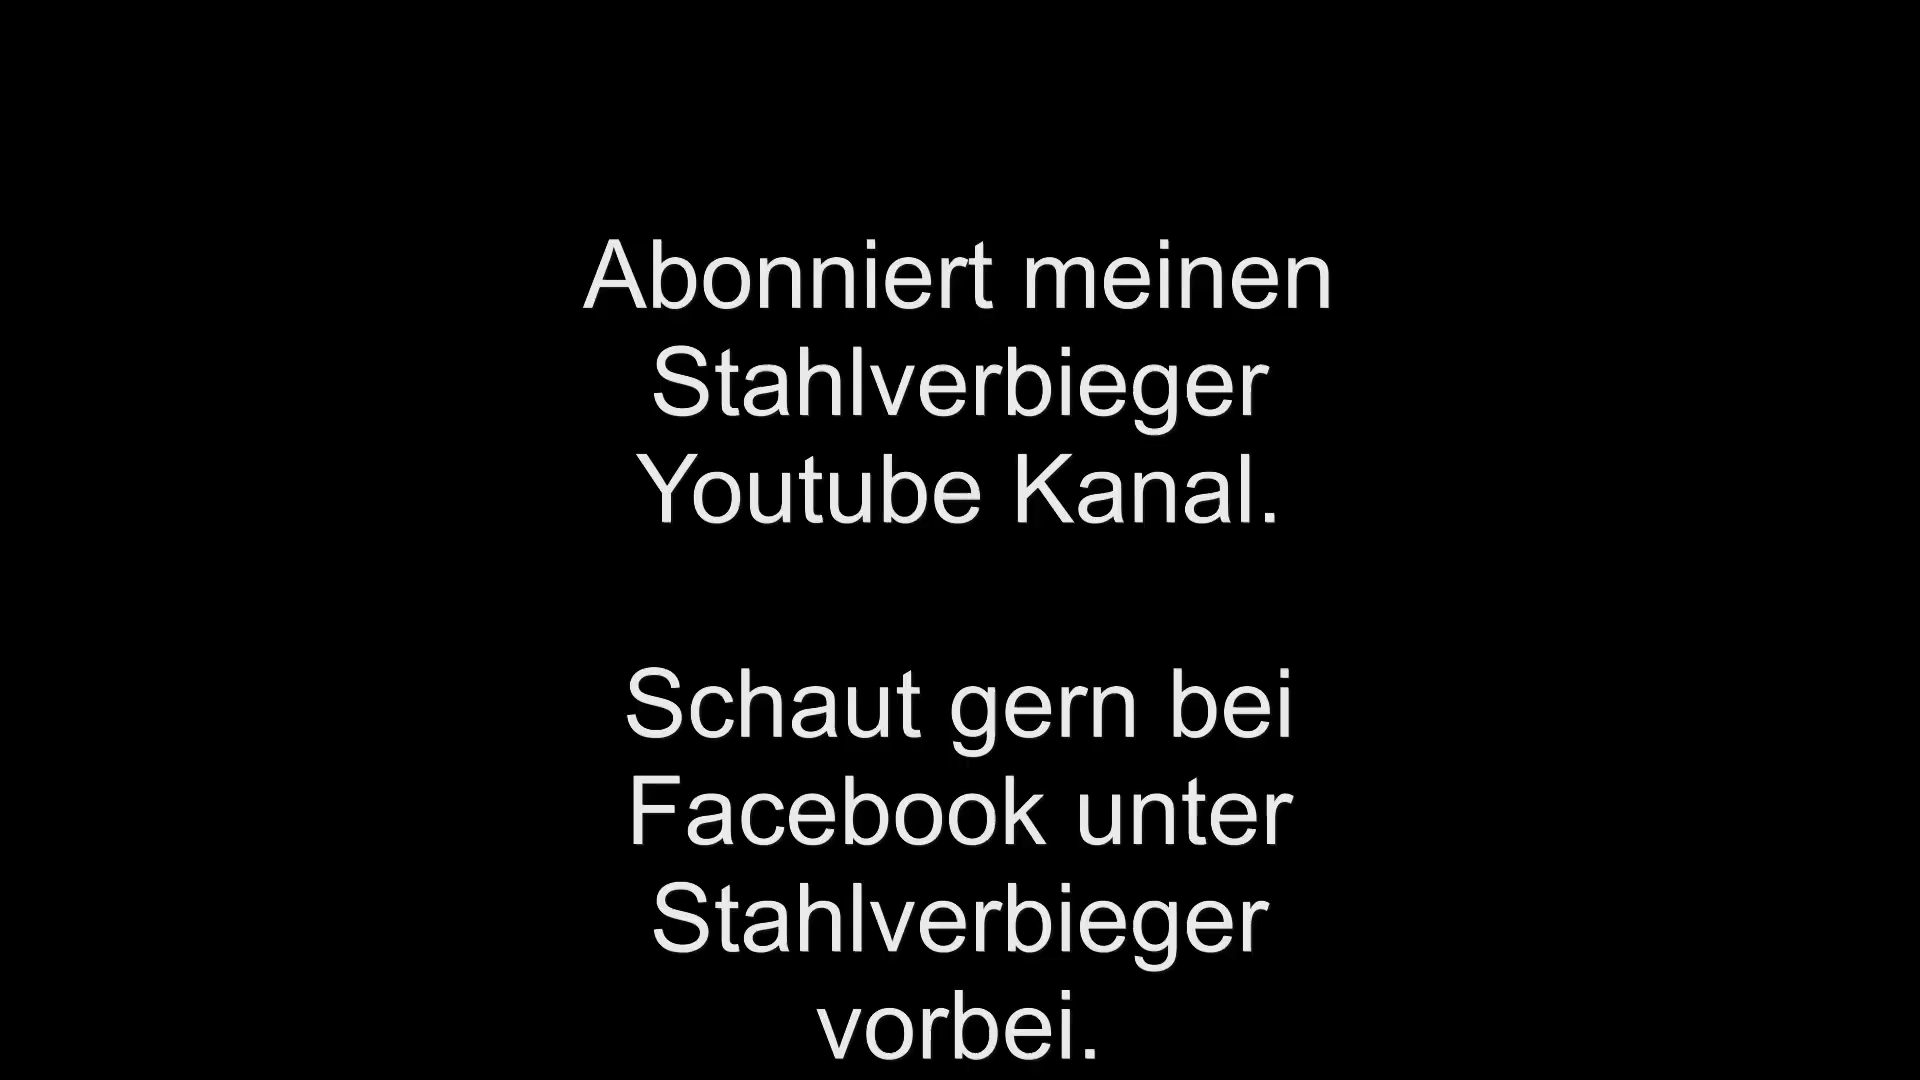 Abonniert meinen
Stahlverbieger
Youtube Kanal.
Schaut gern bei
Facebook unter
Stahlverbieger
vorbei.